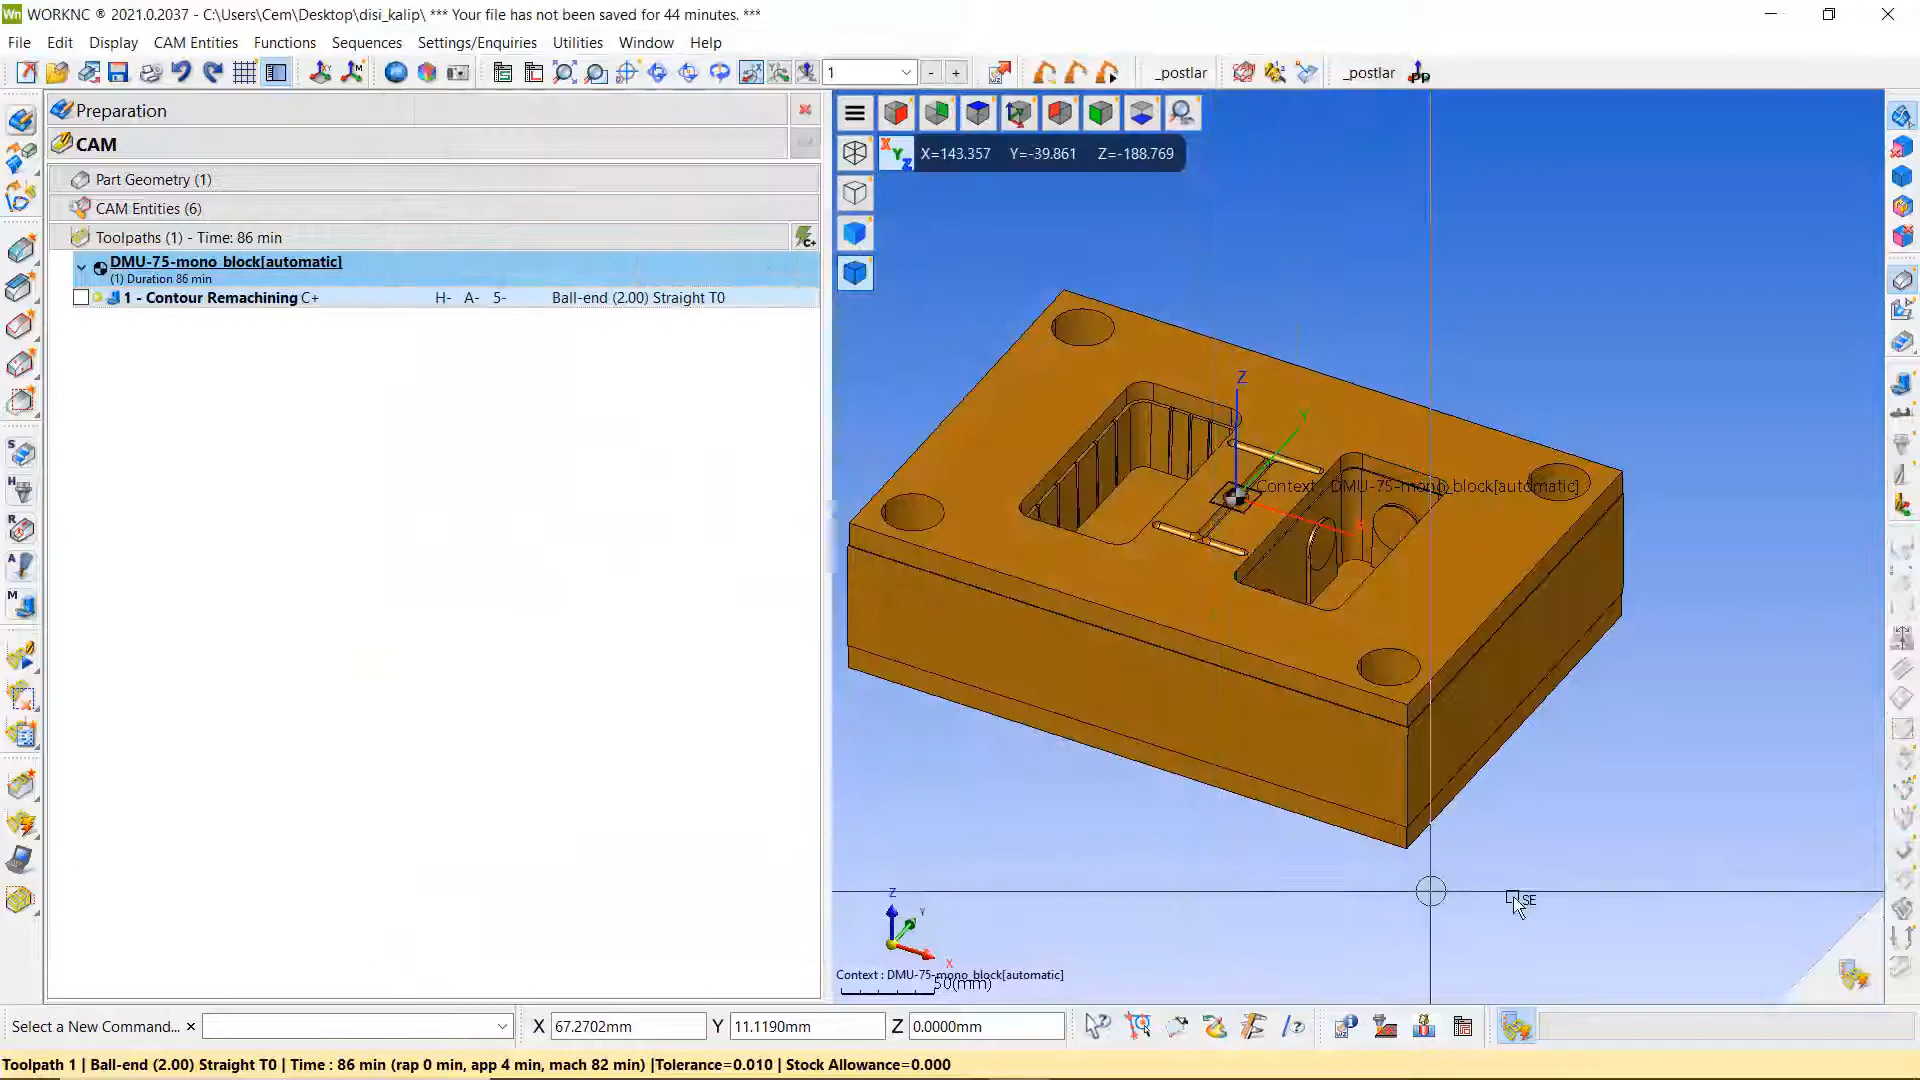 WORKNC ® 2021.0.2037 - C:\Users\Cem\Desktop\disi_kalip\ *** Your file has not been saved for 44 minutes. ***
File Edit Display CAM Entities Functions Sequences Settings/Enquiries Utilities Window Help
1 - + _postlar _postlar
Preparation
CAM
X=143.357 Y=-39.861 Z=-188.769
Part Geometry (1)
CAM Entities (6)
Toolpaths (1) - Time: 86 min
DMU-75-mono block[automatic]
(1) Duration 86 min
1 - Contour Remachining C+ H- A- 5- Ball-end (2.00) Straight T0
Z
Y
Context : DMU-75-mono_block[automatic]
X
SE
Z
Y
X
Context : DMU-75-mono_block[automatic]
50(mm)
Select a New Command... X 67.2702mm Y 11.1190mm Z 0.0000mm
Toolpath 1 | Ball-end (2.00) Straight T0 | Time : 86 min (rap 0 min, app 4 min, mach 82 min) |Tolerance=0.010 | Stock Allowance=0.000